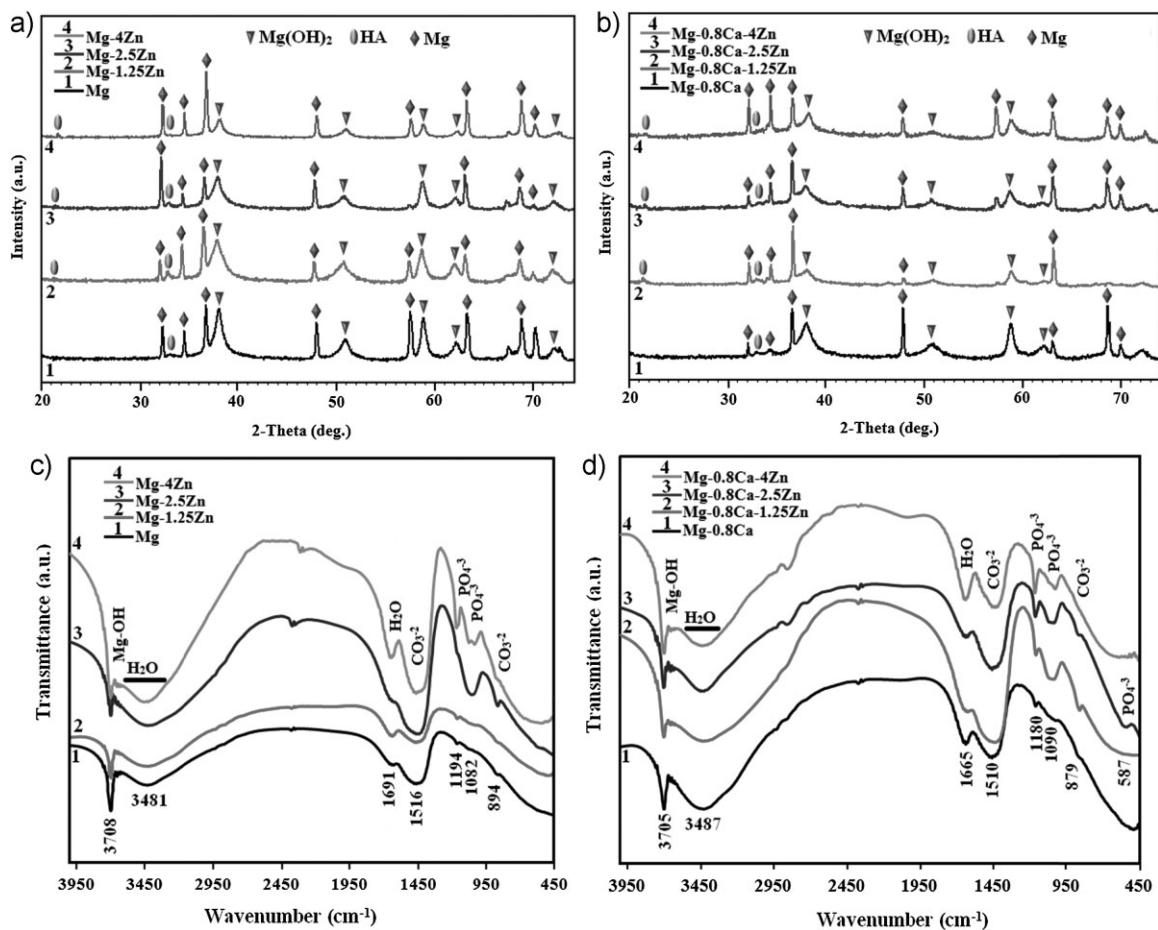 a)
4 Mg-4Zn
3 Mg-2.5Zn
2 Mg-1.25Zn
1 Mg
Mg(OH)₂ HA Mg
Intensity (a.u.)
4
3
2
1
20 30 40 50 60 70
2-Theta (deg.)
b)
4 Mg-0.8Ca-4Zn
3 Mg-0.8Ca-2.5Zn
2 Mg-0.8Ca-1.25Zn
1 Mg-0.8Ca
Mg(OH)₂ HA Mg
Intensity (a.u.)
4
3
2
1
20 30 40 50 60 70
2-Theta (deg.)
c)
4 Mg-4Zn
3 Mg-2.5Zn
2 Mg-1.25Zn
1 Mg
Transmittance (a.u.)
4
3
2
1
Mg-OH
H₂O
H₂O
CO₃⁻²
PO₄⁻³
PO₄⁻³
CO₃⁻²
3708
3481
1691
1516
1194
1082
894
3950 3450 2950 2450 1950 1450 950 450
Wavenumber (cm⁻¹)
d)
4 Mg-0.8Ca-4Zn
3 Mg-0.8Ca-2.5Zn
2 Mg-0.8Ca-1.25Zn
1 Mg-0.8Ca
Transmittance (a.u.)
4
3
2
1
Mg-OH
H₂O
H₂O
CO₃⁻²
PO₄⁻³
PO₄⁻³
CO₃⁻²
PO₄⁻³
3705
3487
1665
1510
1180
1090
879
587
3950 3450 2950 2450 1950 1450 950 450
Wavenumber (cm⁻¹)